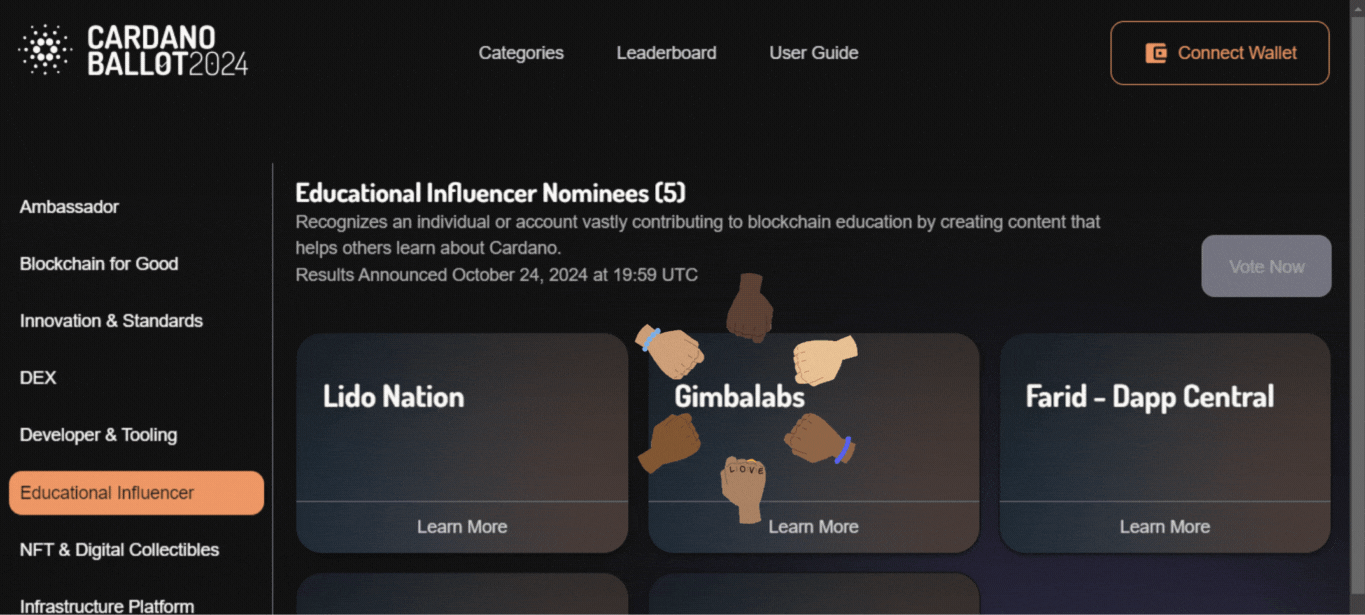 CARDANO
BALLOT2024
Categories
Leaderboard
User Guide
Connect Wallet
Ambassador
Blockchain for Good
Innovation & Standards
DEX
Developer & Tooling
Educational Influencer
NFT & Digital Collectibles
Infrastructure Platform
Educational Influencer Nominees (5)
Recognizes an individual or account vastly contributing to blockchain education by creating content that
helps others learn about Cardano.
Results Announced October 24, 2024 at 19:59 UTC
Vote Now
Lido Nation
Learn More
Gimbalabs
LOVE
Learn More
Farid - Dapp Central
Learn More